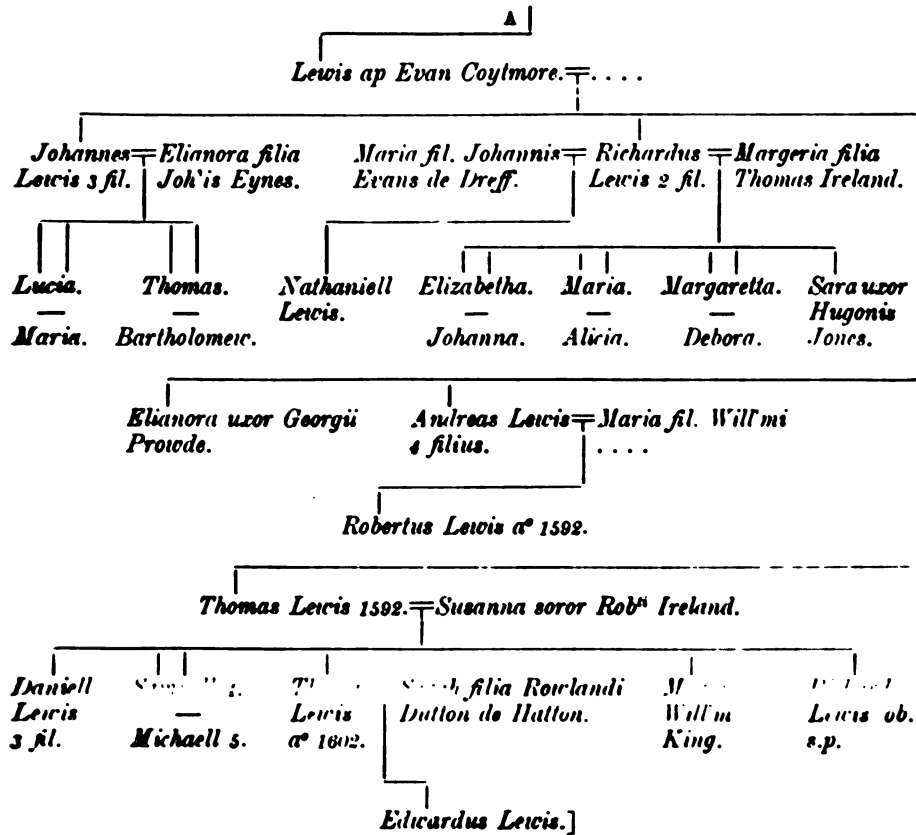 A
Lewis ap Evan Coytmore. . . . .
Johannes Elianora filia Maria fil. Johannis Richardus Margeria filia
Lewis 3 fil. Joh'is Eynes. Evans de Dreff. Lewis 2 fil. Thomas Ireland.
Lucia. Thomas. Nathaniell Elizabetha. Maria. Margaretta. Sara uxor
Lewis. Hugonis
Maria. Bartholomew. Johanna. Alicia. Debora. Jones.
Elianora uxor Georgii Andreas Lewis Maria fil. Will'mi
Prowde. 4 filius. . . . .
Robertus Lewis aº 1592.
Thomas Lewis 1592. Susanna soror Robti Ireland.
Daniell filia Rowlandi
Lewis Lewis Dutton de Hatton. Will'm Lewis ob.
3 fil. Michaell 5. aº 1602. King. s.p.
Edwardus Lewis.]